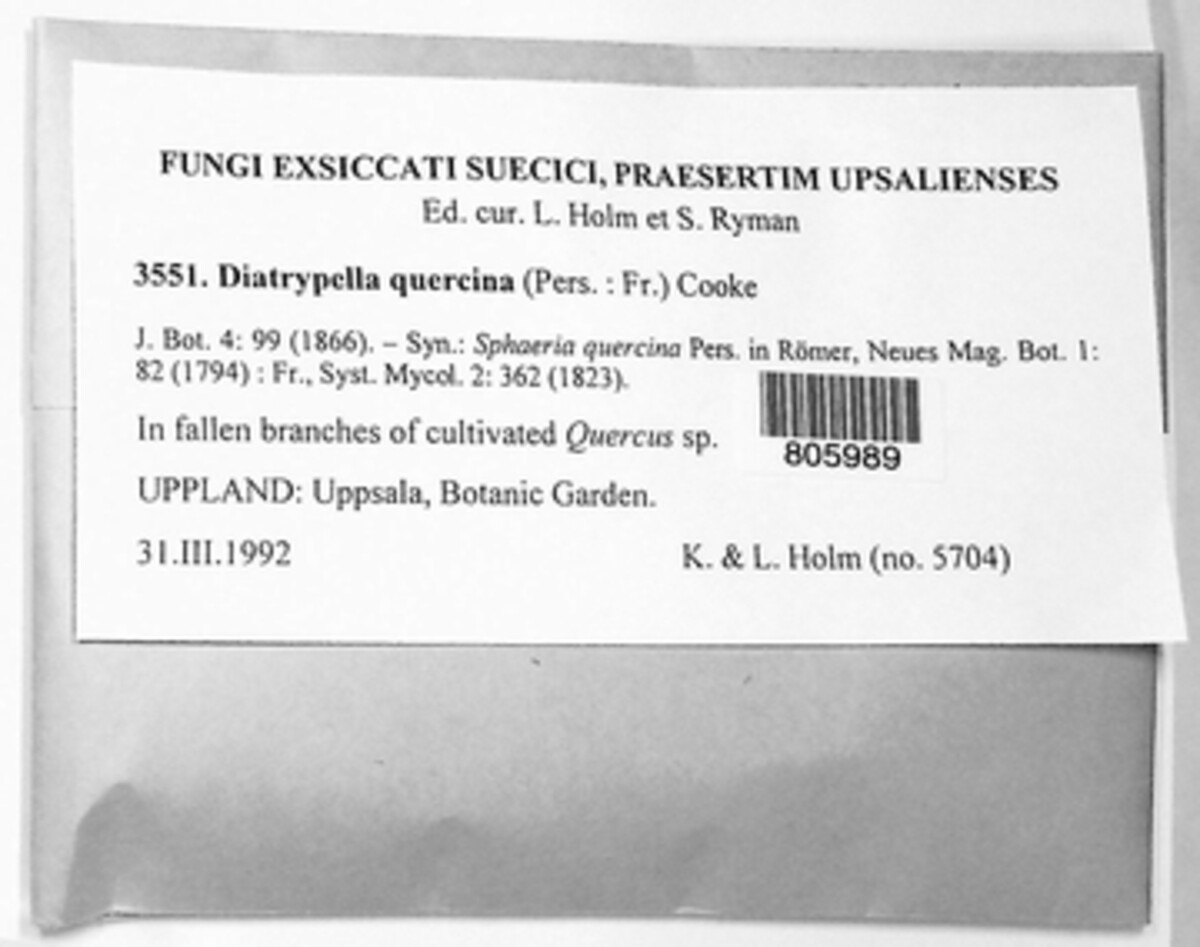 FUNGI EXSICCATI SUECICI, PRAESERTIM UPSALIENSES
Ed. cur. L. Holm et S. Ryman
3551. Diatrypella quercina (Pers. : Fr.) Cooke
J. Bot. 4: 99 (1866). – Syn.: Sphaeria quercina Pers. in Römer, Neues Mag. Bot. 1:
82 (1794) : Fr., Syst. Mycol. 2: 362 (1823).
In fallen branches of cultivated Quercus sp.
805989
UPPLAND: Uppsala, Botanic Garden.
31.III.1992 K. & L. Holm (no. 5704)